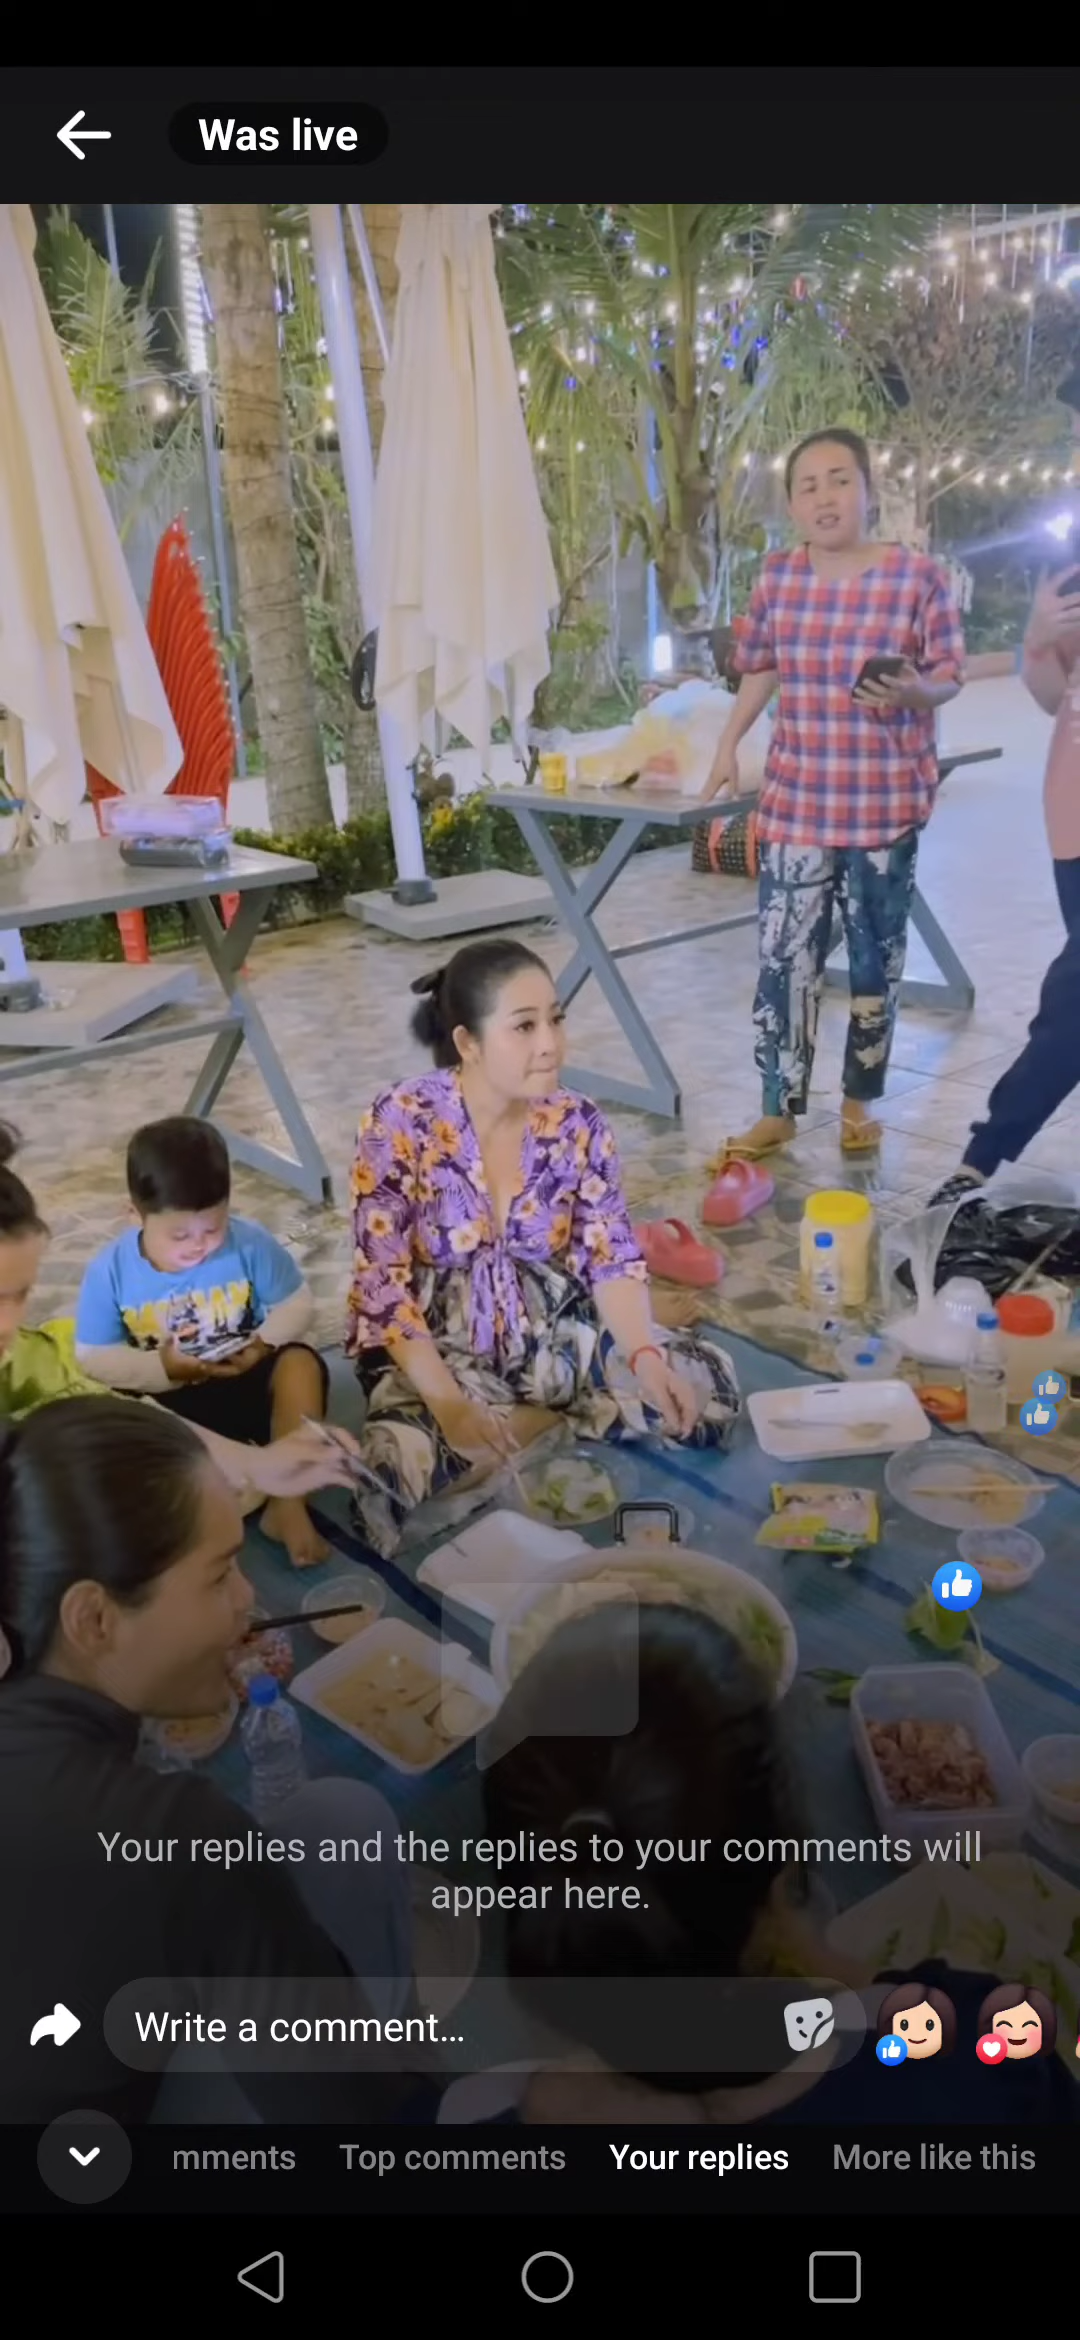 Was live
Your replies and the replies to your comments will
appear here.
Write a comment...
mments
Top comments
Your replies
More like this